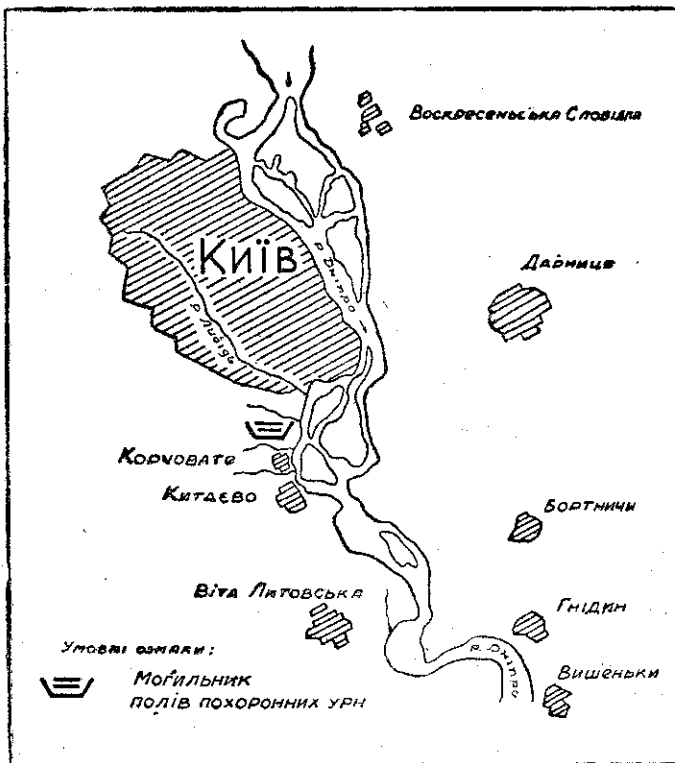 Воскресенська Слобідка
Київ
р. Дніпро
Дарниця
р. Либідь
Корчовате
Китаєво
Бортничи
Віта Литовська
Гнідин
Умовні ознаки:
р. Дніпро
Вишеньки
Могильник
полів похоронних урн